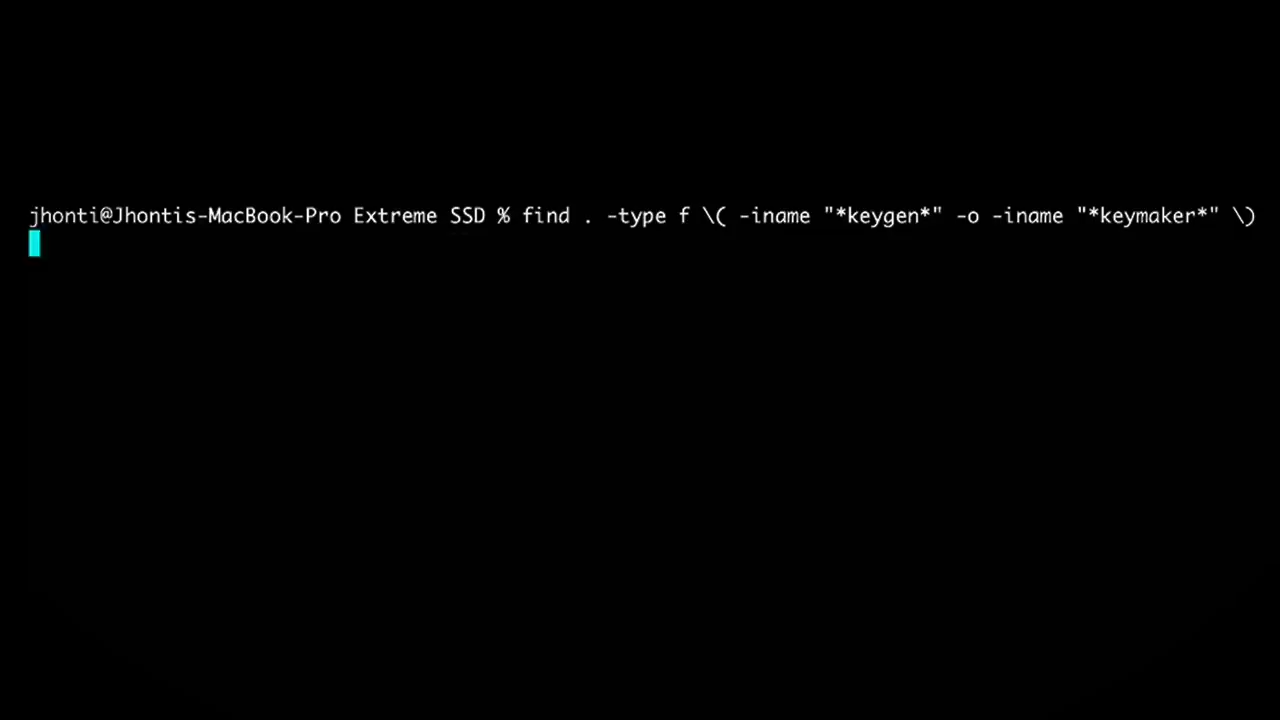 jhonti@Jhontis-MacBook-Pro Extreme SSD % find . -type f \( -iname "*keygen*" -o -iname "*keymaker*" \)